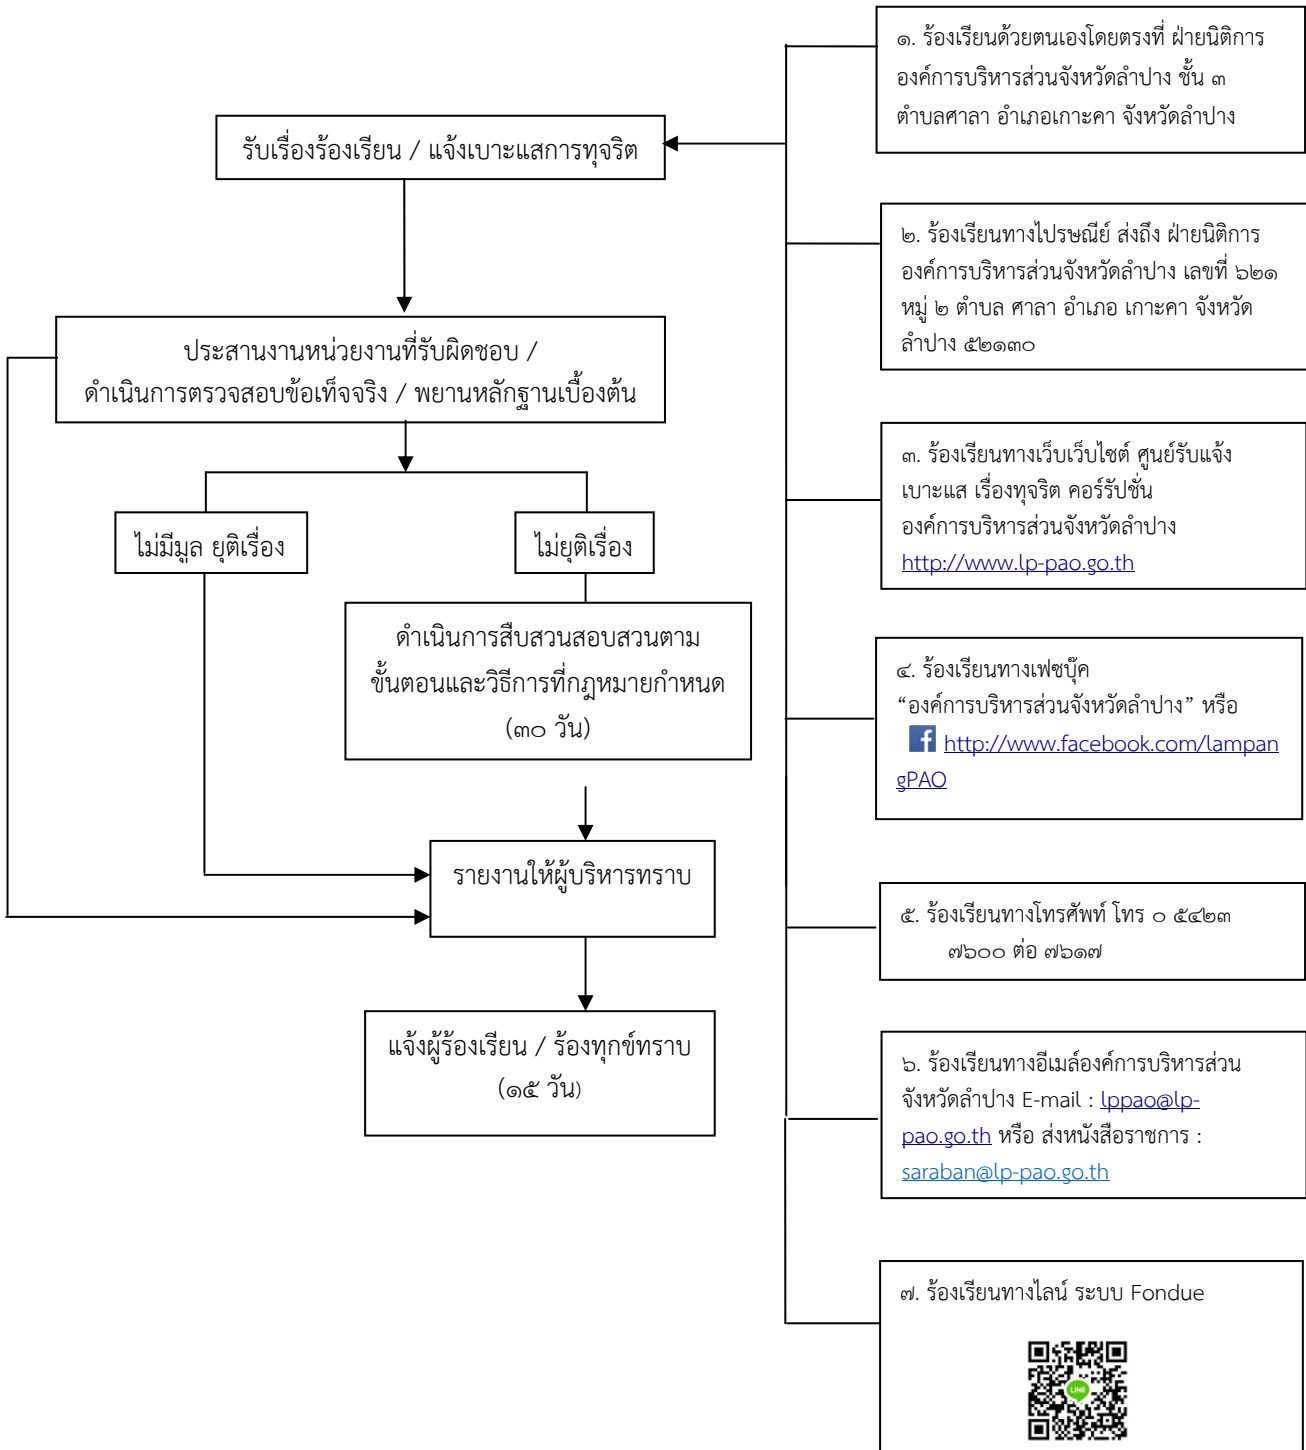 รับเรื่องร้องเรียน / แจ้งเบาะแสการทุจริต
ประสานงานหน่วยงานที่รับผิดชอบ /
ดำเนินการตรวจสอบข้อเท็จจริง / พยานหลักฐานเบื้องต้น
ไม่มีมูล ยุติเรื่อง
ไม่ยุติเรื่อง
ดำเนินการสืบสวนสอบสวนตาม
ขั้นตอนและวิธีการที่กฎหมายกำหนด
(๓๐ วัน)
รายงานให้ผู้บริหารทราบ
แจ้งผู้ร้องเรียน / ร้องทุกข์ทราบ
(๑๕ วัน)
๑. ร้องเรียนด้วยตนเองโดยตรงที่ ฝ่ายนิติการ
องค์การบริหารส่วนจังหวัดลำปาง ชั้น ๓
ตำบลศาลา อำเภอเกาะคา จังหวัดลำปาง
๒. ร้องเรียนทางไปรษณีย์ ส่งถึง ฝ่ายนิติการ
องค์การบริหารส่วนจังหวัดลำปาง เลขที่ ๖๒๑
หมู่ ๒ ตำบล ศาลา อำเภอ เกาะคา จังหวัด
ลำปาง ๕๒๑๓๐
๓. ร้องเรียนทางเว็บเว็บไซต์ ศูนย์รับแจ้ง
เบาะแส เรื่องทุจริต คอร์รัปชั่น
องค์การบริหารส่วนจังหวัดลำปาง
http://www.lp-pao.go.th
๔. ร้องเรียนทางเฟซบุ๊ค
“องค์การบริหารส่วนจังหวัดลำปาง” หรือ
http://www.facebook.com/lampan
gPAO
๕. ร้องเรียนทางโทรศัพท์ โทร ๐ ๕๔๒๓
๗๖๐๐ ต่อ ๗๖๑๗
๖. ร้องเรียนทางอีเมล์องค์การบริหารส่วน
จังหวัดลำปาง E-mail : lppao@lp-
pao.go.th หรือ ส่งหนังสือราชการ :
saraban@lp-pao.go.th
๗. ร้องเรียนทางไลน์ ระบบ Fondue
LINE